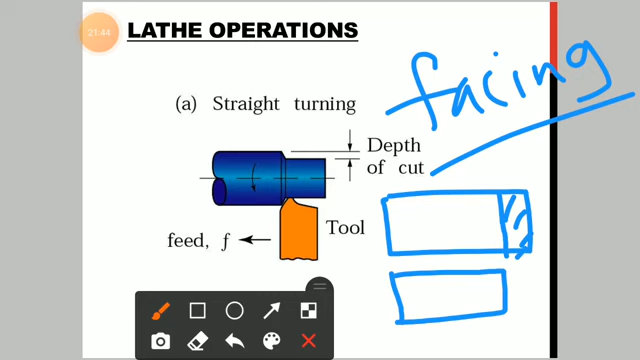 21:44
LATHE OPERATIONS
facing
(a) Straight turning
Depth
of cut
Tool
feed, f